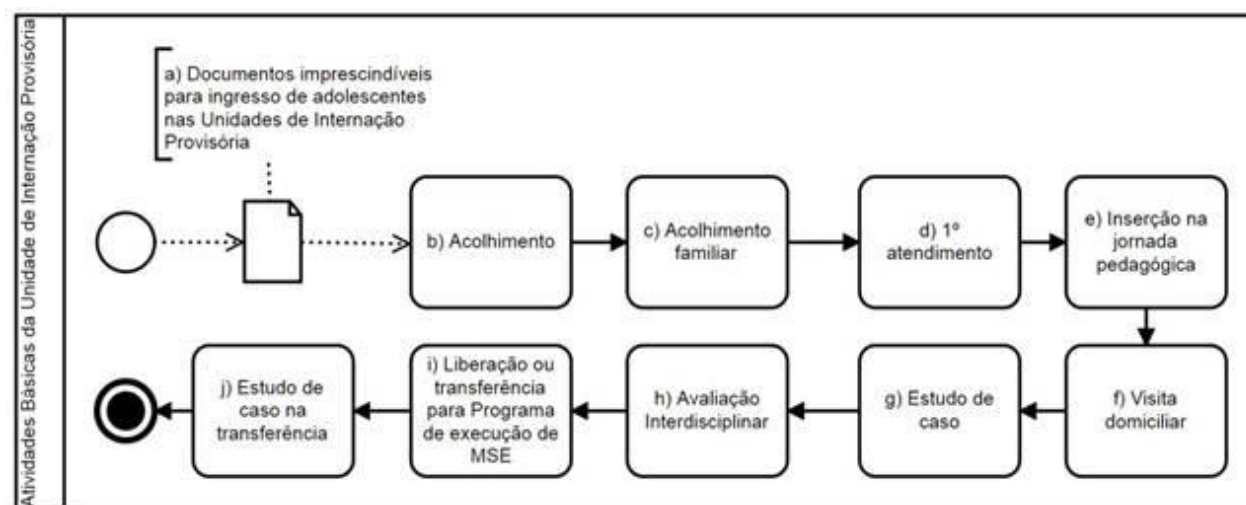 Atividades Básicas da Unidade de Internação Provisória
a) Documentos imprescindíveis
para ingresso de adolescentes
nas Unidades de Internação
Provisória
b) Acolhimento
c) Acolhimento
familiar
d) 1º
atendimento
e) Inserção na
jornada
pedagógica
f) Visita
domiciliar
g) Estudo de
caso
h) Avaliação
Interdisciplinar
i) Liberação ou
transferência
para Programa
de execução de
MSE
j) Estudo de
caso na
transferência